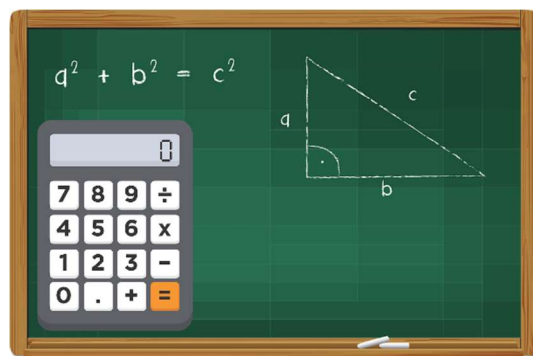 a² + b² = c²
a
c
b
0
7 8 9 ÷
4 5 6 x
1 2 3 −
0 . + =